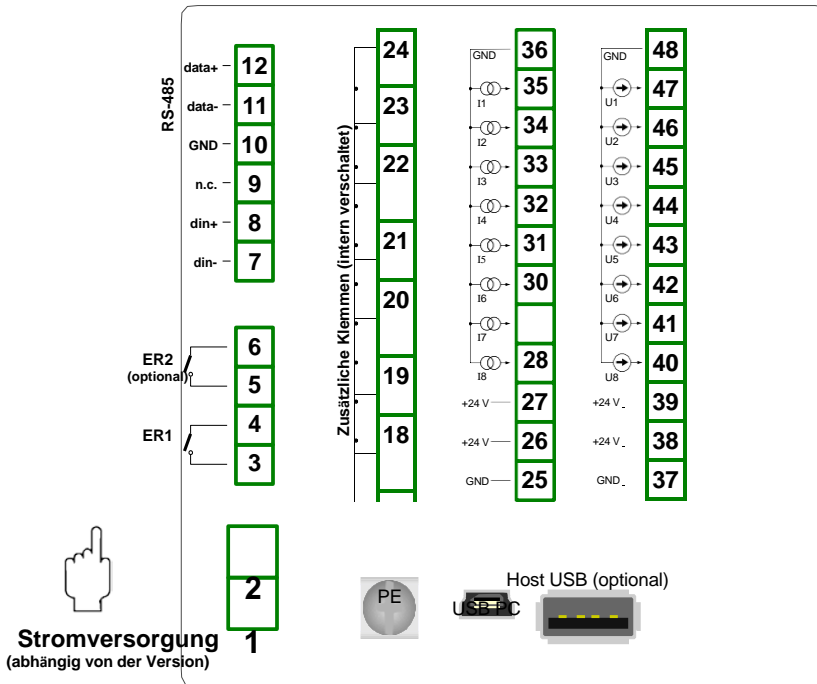 RS-485
data+ 12
data- 11
GND 10
n.c. 9
din+ 8
din- 7
ER2 6
(optional) 5
ER1 4
3
Zusätzliche Klemmen (intern verschaltet)
24
23
22
21
20
19
18
GND 36
I1 35
I2 34
I3 33
I4 32
I5 31
I6 30
I7
I8 28
+24 V 27
+24 V 26
GND 25
GND 48
U1 47
U2 46
U3 45
U4 44
U5 43
U6 42
U7 41
U8 40
+24 V 39
+24 V 38
GND 37
2
Stromversorgung 1
(abhängig von der Version)
PE
USB PC
Host USB (optional)